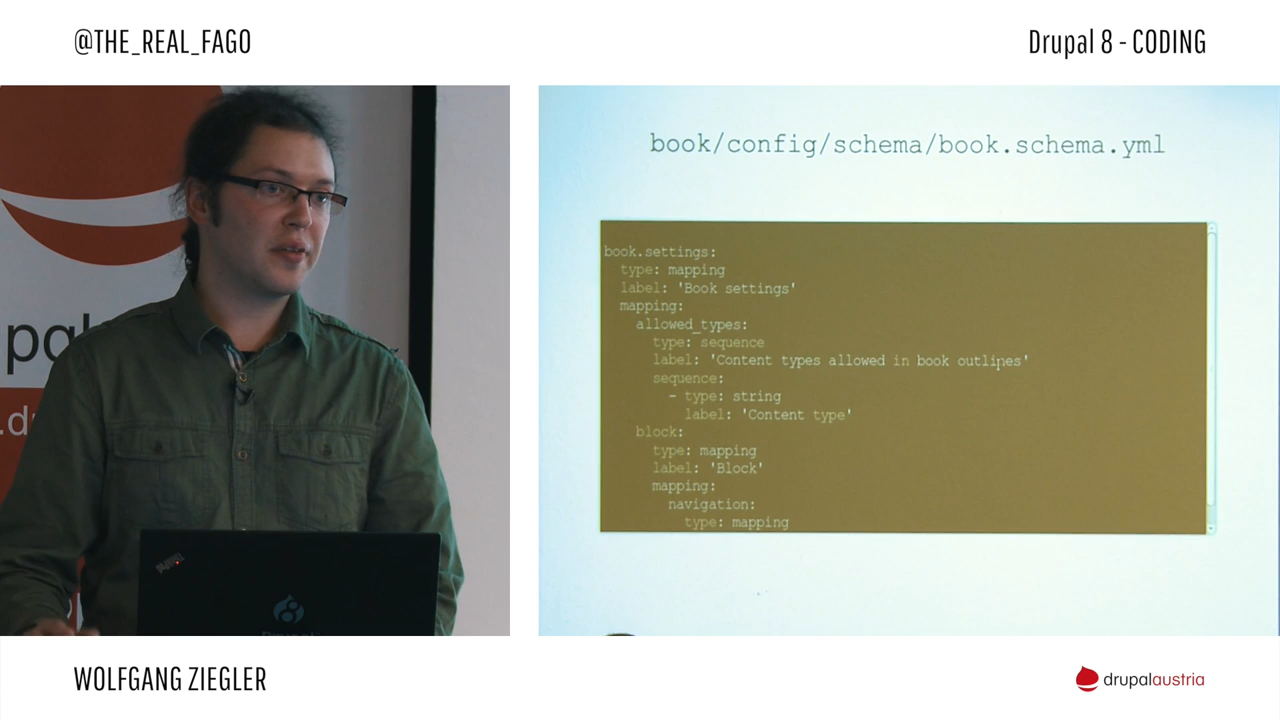 @THE_REAL_FAGO
Drupal 8 - CODING
book/config/schema/book.schema.yml
book.settings:
  type: mapping
  label: 'Book settings'
  mapping:
    allowed_types:
      type: sequence
      label: 'Content types allowed in book outlines'
      sequence:
        - type: string
          label: 'Content type'
    block:
      type: mapping
      label: 'Block'
      mapping:
        navigation:
          type: mapping
WOLFGANG ZIEGLER
drupalaustria